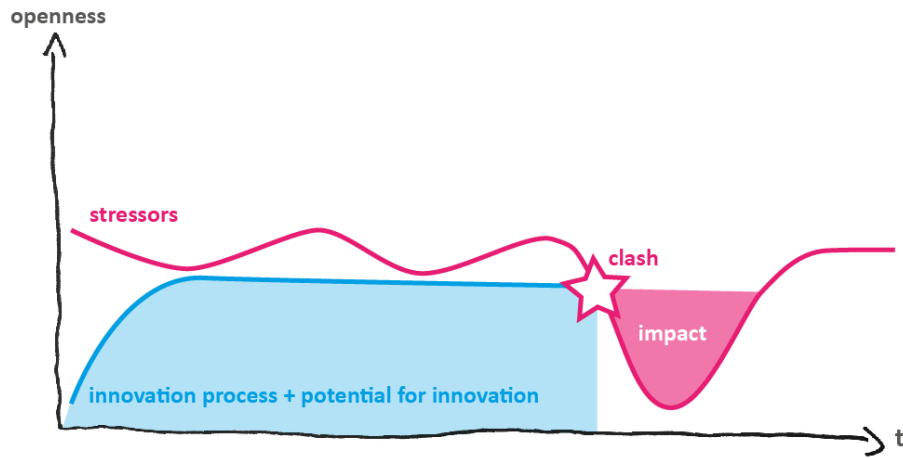 openness
stressors
clash
impact
innovation process + potential for innovation
t